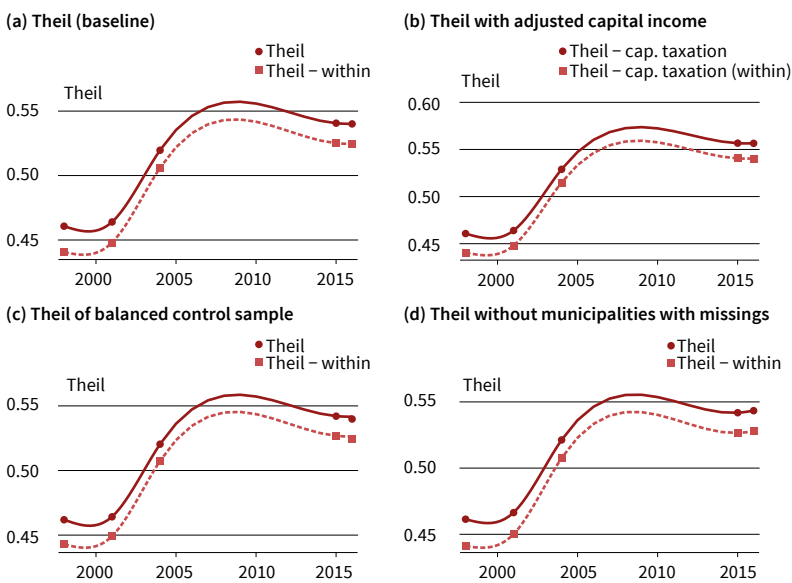 (a) Theil (baseline)
Theil
Theil – within
Theil
0.55
0.50
0.45
2000 2005 2010 2015
(b) Theil with adjusted capital income
Theil – cap. taxation
Theil – cap. taxation (within)
Theil
0.60
0.55
0.50
0.45
2000 2005 2010 2015
(c) Theil of balanced control sample
Theil
Theil – within
Theil
0.55
0.50
0.45
2000 2005 2010 2015
(d) Theil without municipalities with missings
Theil
Theil – within
Theil
0.55
0.50
0.45
2000 2005 2010 2015